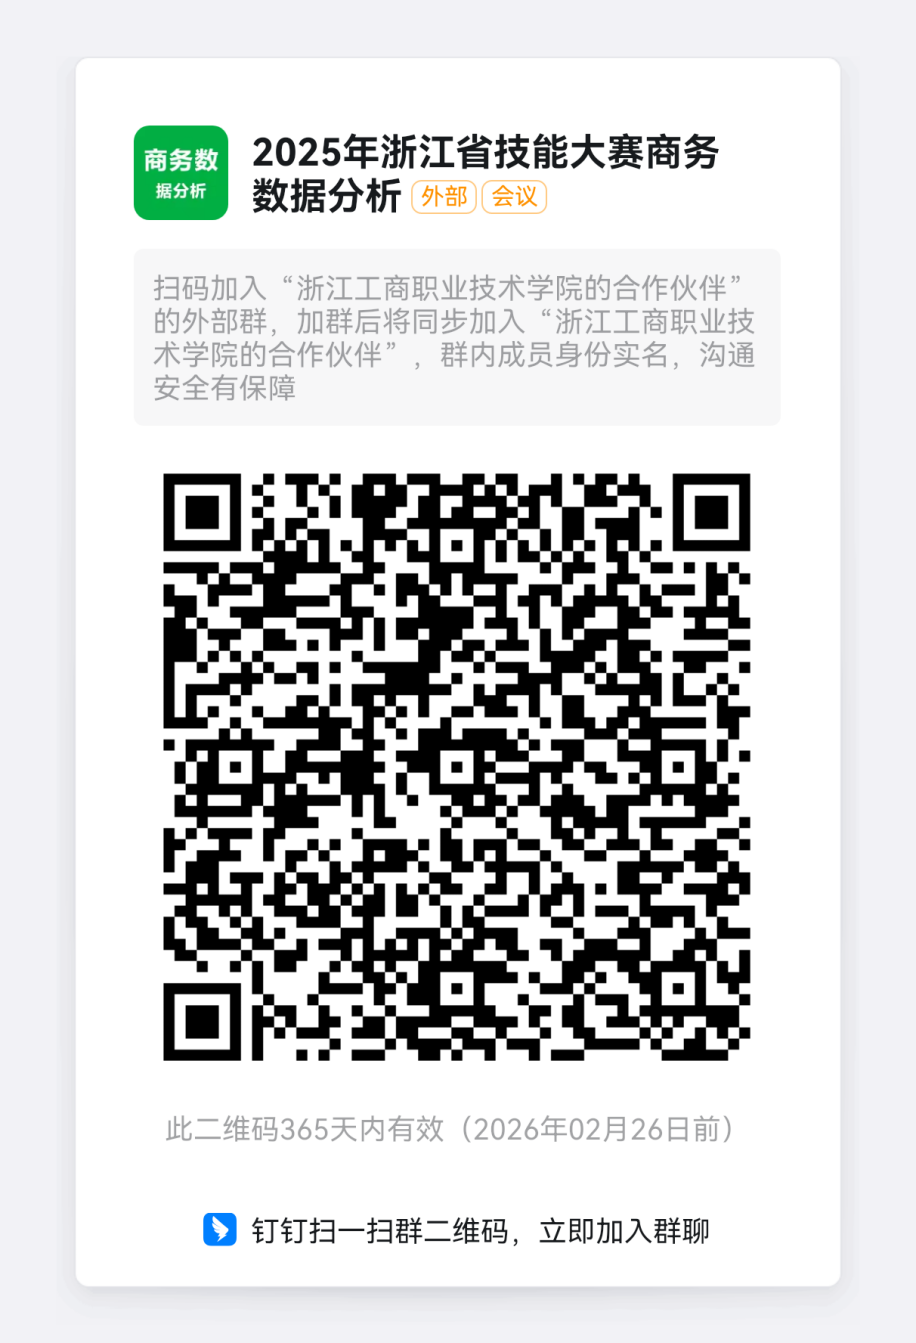 商务数
据分析
2025年浙江省技能大赛商务
数据分析 外部 会议
扫码加入“浙江工商职业技术学院的合作伙伴”
的外部群，加群后将同步加入“浙江工商职业技
术学院的合作伙伴”，群内成员身份实名，沟通
安全有保障
此二维码365天内有效（2026年02月26日前）
钉钉扫一扫群二维码，立即加入群聊